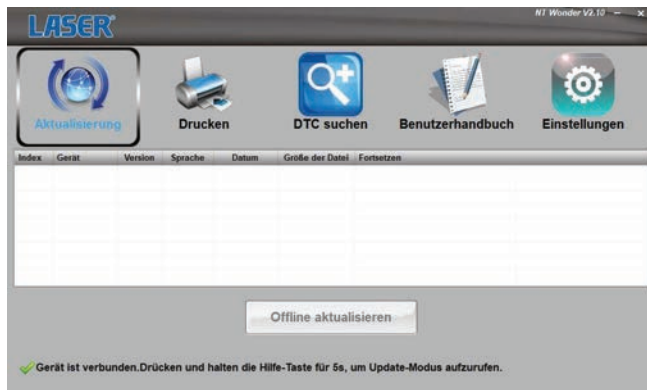 NT Wonder V2.10
LASER®
Aktualisierung Drucken DTC suchen Benutzerhandbuch Einstellungen
Index Gerät Version Sprache Datum Größe der Datei Fortsetzen
Offline aktualisieren
Gerät ist verbunden.Drücken und halten die Hilfe-Taste für 5s, um Update-Modus aufzurufen.